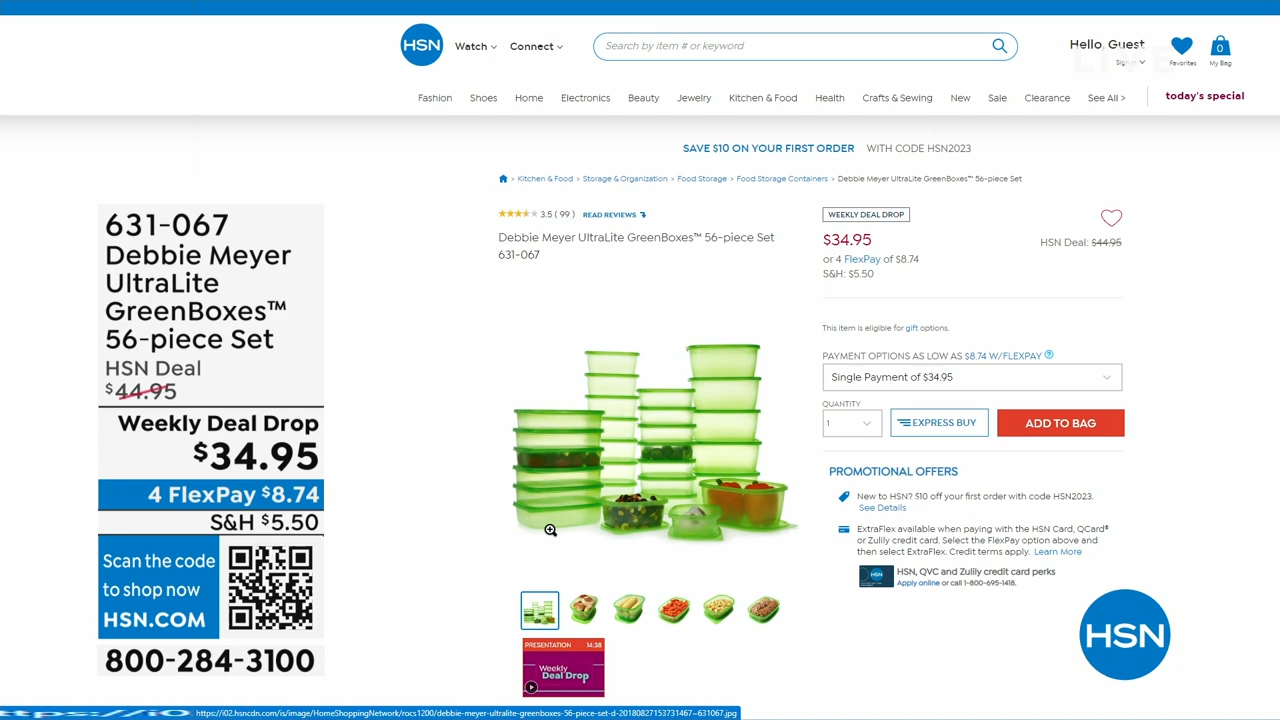 HSN
Watch
Connect
Search by item # or keyword
Hello, Guest
LIVE
Favorites
0
My Bag
Fashion
Shoes
Home
Electronics
Beauty
Jewelry
Kitchen & Food
Health
Crafts & Sewing
New
Sale
Clearance
See All >
today's special
SAVE $10 ON YOUR FIRST ORDER WITH CODE HSN2023
> Kitchen & Food > Storage & Organization > Food Storage > Food Storage Containers > Debbie Meyer UltraLite GreenBoxes™ 56-piece Set
631-067
Debbie Meyer
UltraLite
GreenBoxes™
56-piece Set
HSN Deal
$44.95
Weekly Deal Drop
$34.95
4 FlexPay $8.74
S&H $5.50
Scan the code
to shop now
HSN.COM
800-284-3100
3.5 ( 99 ) READ REVIEWS
Debbie Meyer UltraLite GreenBoxes™ 56-piece Set
631-067
PRESENTATION 14:38
Weekly
Deal Drop
WEEKLY DEAL DROP
$34.95
HSN Deal: $44.95
or 4 FlexPay of $8.74
S&H: $5.50
This item is eligible for gift options.
PAYMENT OPTIONS AS LOW AS $8.74 W/FLEXPAY
Single Payment of $34.95
QUANTITY
1
EXPRESS BUY
ADD TO BAG
PROMOTIONAL OFFERS
New to HSN? $10 off your first order with code HSN2023.
See Details
ExtraFlex available when paying with the HSN Card, QCard®
or Zulily credit card. Select the FlexPay option above and
then select ExtraFlex. Credit terms apply. Learn More
HSN, QVC and Zulily credit card perks
Apply online or call 1-800-695-1418.
HSN
https://i02.hsncdn.com/is/image/HomeShoppingNetwork/rocs1200/debbie-meyer-ultralite-greenboxes-56-piece-set-d-20180827153731467~631067.jpg